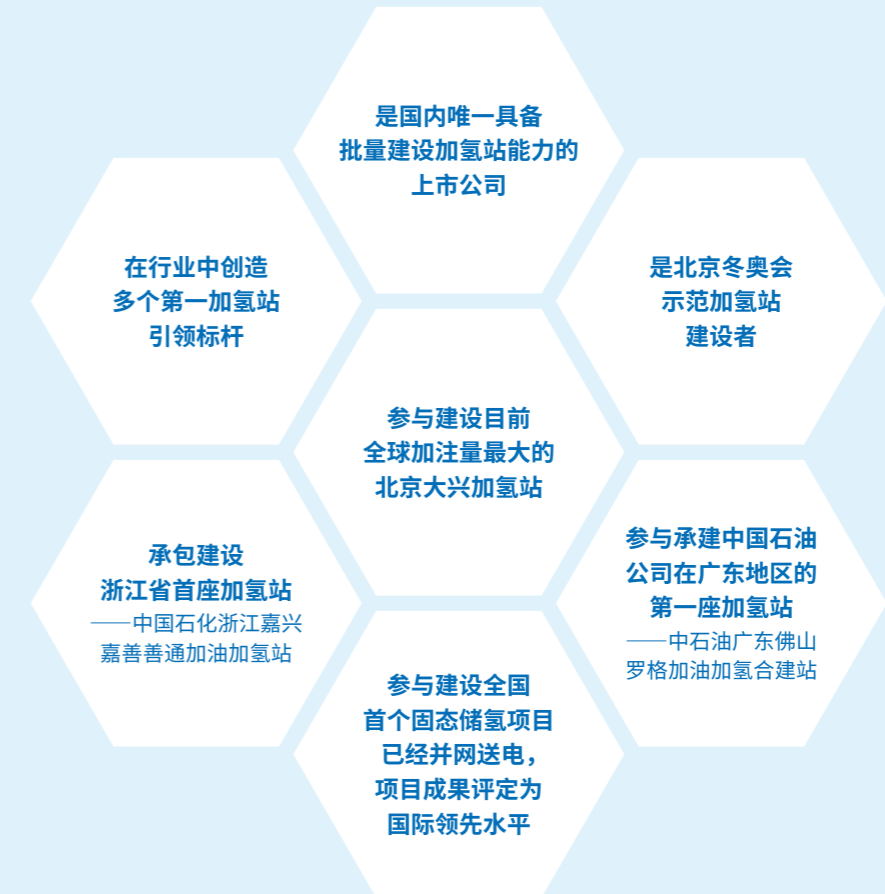 是国内唯一具备
批量建设加氢站能力的
上市公司
在行业中创造
多个第一加氢站
引领标杆
是北京冬奥会
示范加氢站
建设者
参与建设目前
全球加注量最大的
北京大兴加氢站
承包建设
浙江省首座加氢站
——中国石化浙江嘉兴
嘉善善通加油加氢站
参与承建中国石油
公司在广东地区的
第一座加氢站
——中石油广东佛山
罗格加油加氢合建站
参与建设全国
首个固态储氢项目
已经并网送电，
项目成果评定为
国际领先水平